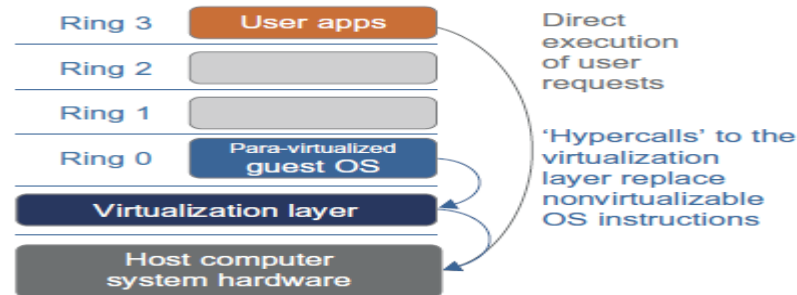 Ring 3
User apps
Ring 2
Ring 1
Ring 0
Para-virtualized
guest OS
Virtualization layer
Host computer
system hardware
Direct
execution
of user
requests
‘Hypercalls’ to the
virtualization
layer replace
nonvirtualizable
OS instructions